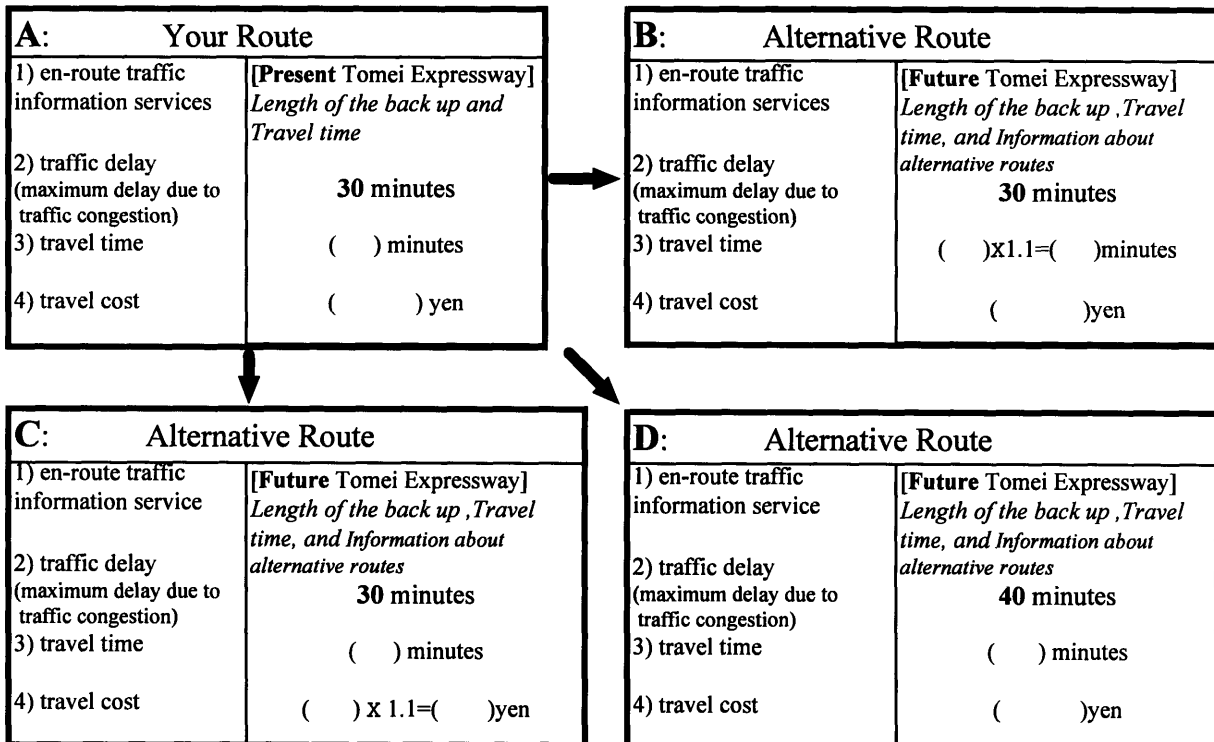 A: Your Route
1) en-route traffic
information services
[Present Tomei Expressway]
Length of the back up and
Travel time
2) traffic delay
(maximum delay due to
traffic congestion)
30 minutes
3) travel time
( ) minutes
4) travel cost
( ) yen
B: Alternative Route
1) en-route traffic
information services
[Future Tomei Expressway]
Length of the back up ,Travel
time, and Information about
alternative routes
2) traffic delay
(maximum delay due to
traffic congestion)
30 minutes
3) travel time
( )X1.1=( )minutes
4) travel cost
( )yen
C: Alternative Route
1) en-route traffic
information service
[Future Tomei Expressway]
Length of the back up ,Travel
time, and Information about
alternative routes
2) traffic delay
(maximum delay due to
traffic congestion)
30 minutes
3) travel time
( ) minutes
4) travel cost
( ) X 1.1=( )yen
D: Alternative Route
1) en-route traffic
information service
[Future Tomei Expressway]
Length of the back up ,Travel
time, and Information about
alternative routes
2) traffic delay
(maximum delay due to
traffic congestion)
40 minutes
3) travel time
( ) minutes
4) travel cost
( )yen